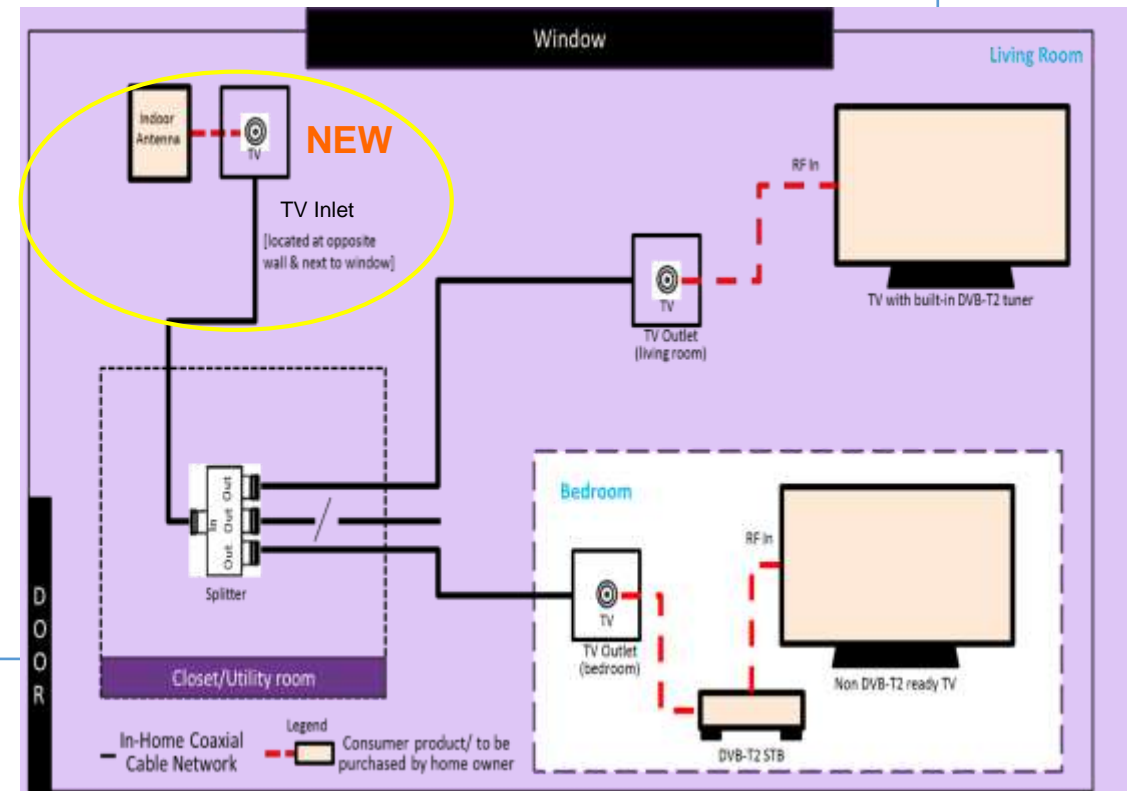 Window
Living Room
Indoor
Antenna
TV
NEW
TV Inlet
[located at opposite
wall & next to window]
RF In
TV with built-in DVB-T2 tuner
TV
TV Outlet
(living room)
Out
Out
Out
In
Splitter
Closet/Utility room
DOOR
Bedroom
RF In
TV
TV Outlet
(bedroom)
Non DVB-T2 ready TV
DVB-T2 STB
Legend
In-Home Coaxial
Cable Network
Consumer product/ to be
purchased by home owner